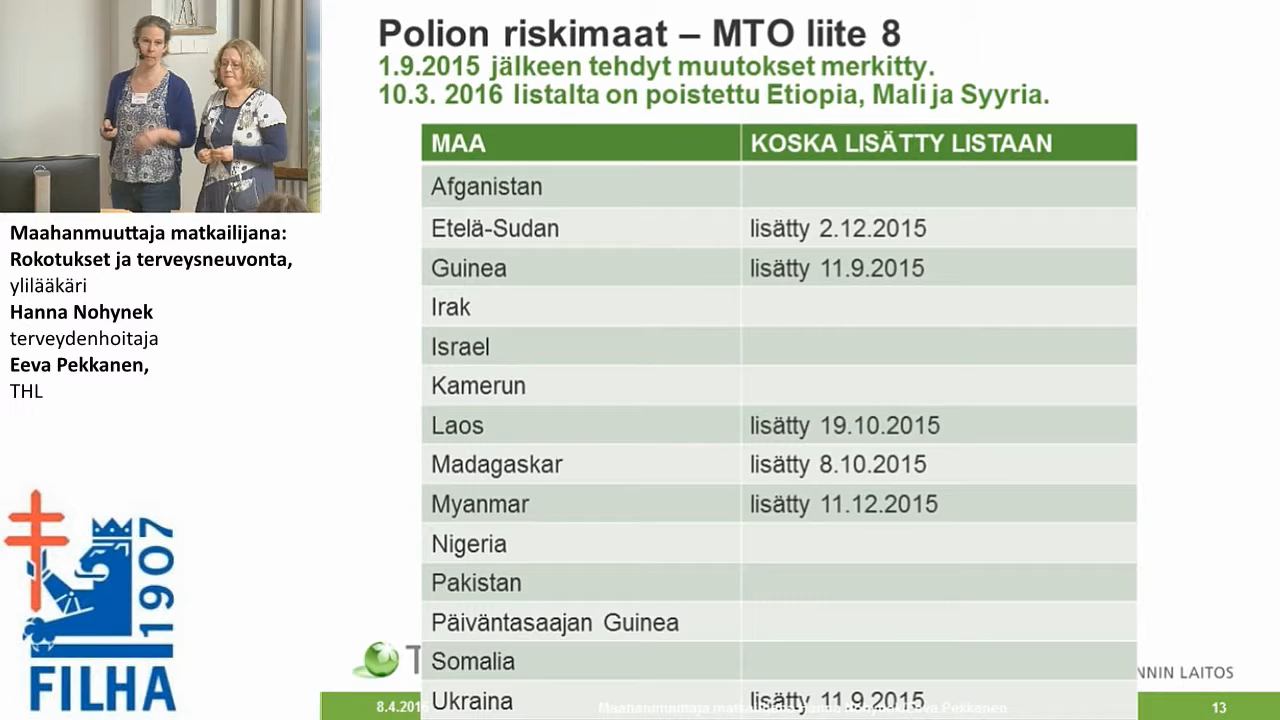 Polion riskimaat – MTO liite 8
1.9.2015 jälkeen tehdyt muutokset merkitty.
10.3. 2016 listalta on poistettu Etiopia, Mali ja Syyria.
MAA KOSKA LISÄTTY LISTAAN
Afganistan
Etelä-Sudan lisätty 2.12.2015
Guinea lisätty 11.9.2015
Irak
Israel
Kamerun
Laos lisätty 19.10.2015
Madagaskar lisätty 8.10.2015
Myanmar lisätty 11.12.2015
Nigeria
Pakistan
Päiväntasaajan Guinea
Somalia
Ukraina lisätty 11.9.2015
Maahanmuuttaja matkailijana:
Rokotukset ja terveysneuvonta,
ylilääkäri
Hanna Nohynek
terveydenhoitaja
Eeva Pekkanen,
THL
1907
FILHA
LAITOS
13